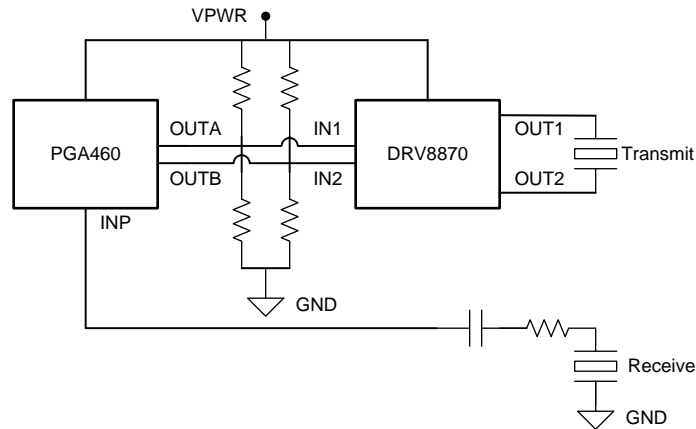 VPWR
OUTA
IN1
OUT1
PGA460
DRV8870
Transmit
OUTB
IN2
OUT2
INP
GND
Receive
GND